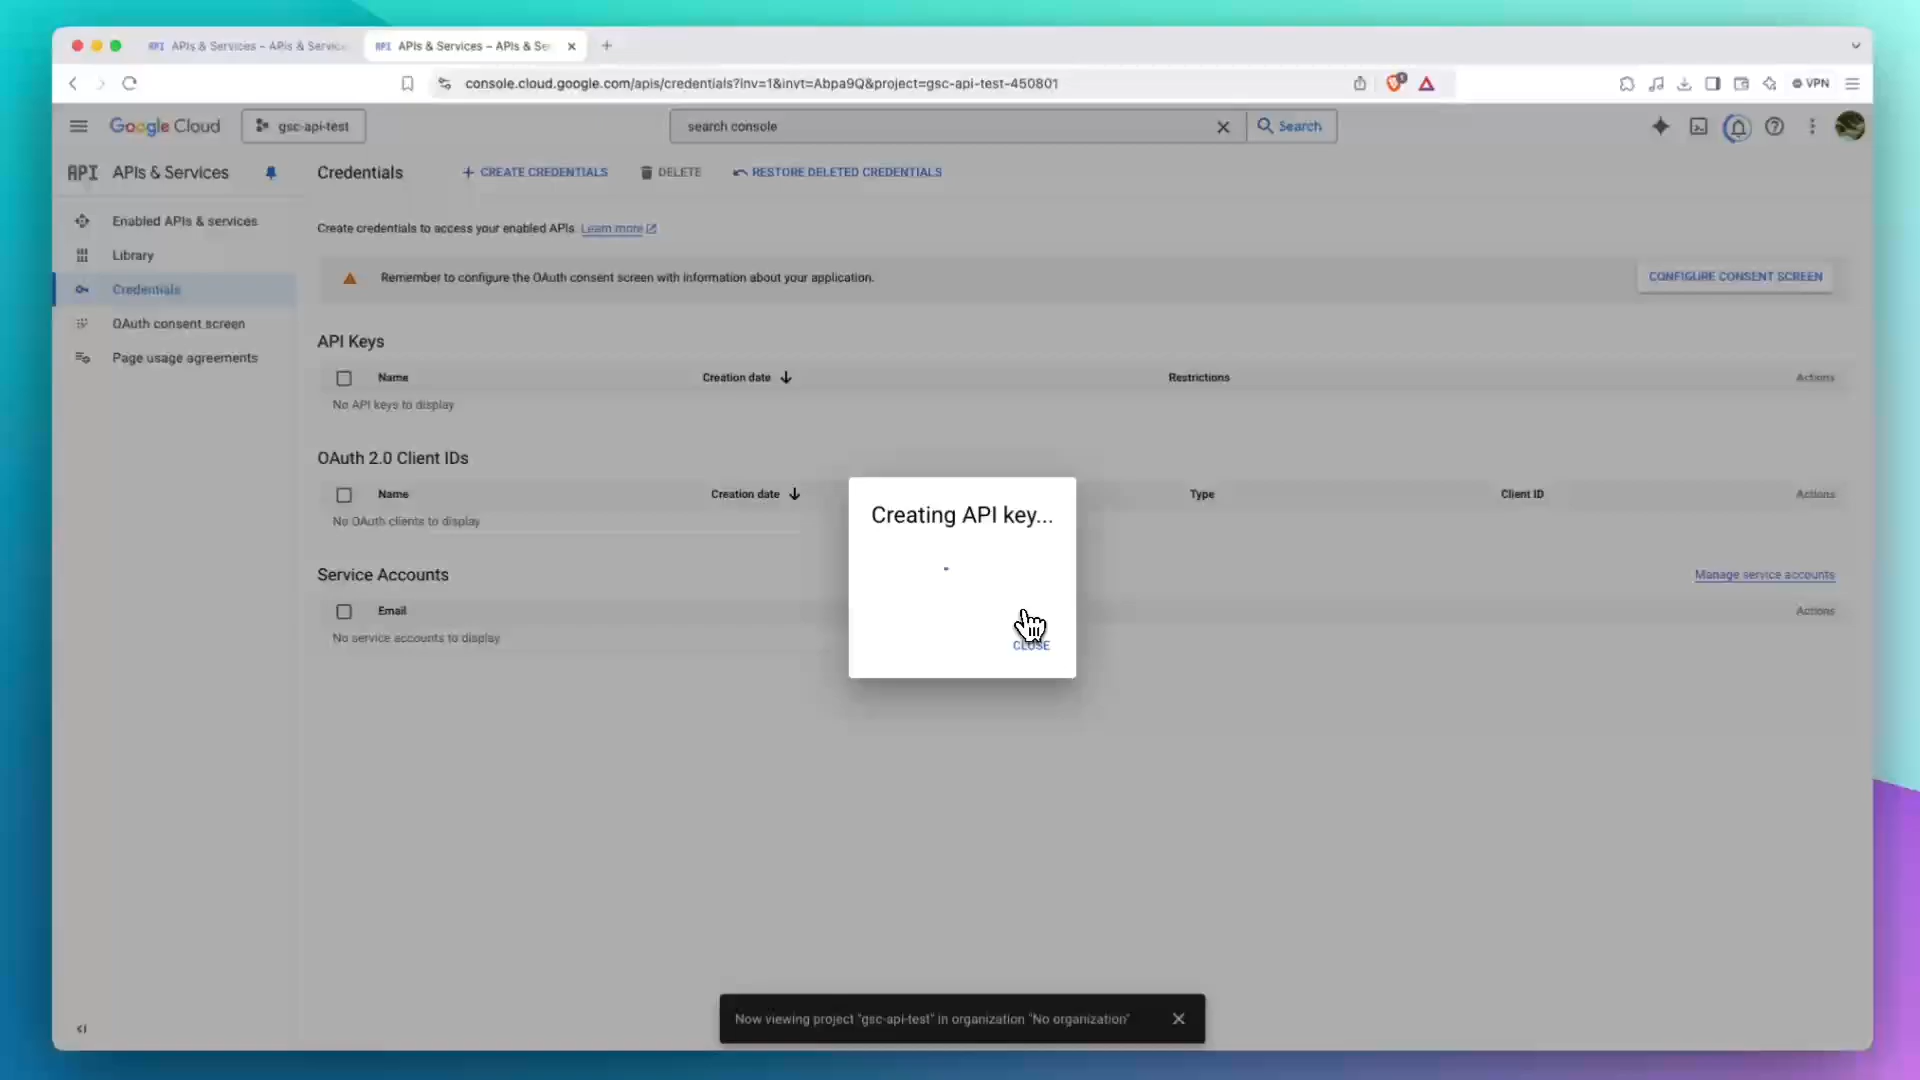 API APIs & Services – APIs & Service
API APIs & Services – APIs & Se
console.cloud.google.com/apis/credentials?inv=1&invt=Abpa9Q&project=gsc-api-test-450801
VPN
Google Cloud
gsc-api-test
search console
Search
API APIs & Services
Credentials
CREATE CREDENTIALS
DELETE
RESTORE DELETED CREDENTIALS
Enabled APIs & services
Library
Credentials
OAuth consent screen
Page usage agreements
Create credentials to access your enabled APIs. Learn more
Remember to configure the OAuth consent screen with information about your application.
CONFIGURE CONSENT SCREEN
API Keys
Name Creation date Restrictions Actions
No API keys to display
OAuth 2.0 Client IDs
Name Creation date Type Client ID Actions
No OAuth clients to display
Creating API key...
CLOSE
Service Accounts
Manage service accounts
Email Actions
No service accounts to display
Now viewing project "gsc-api-test" in organization "No organization"